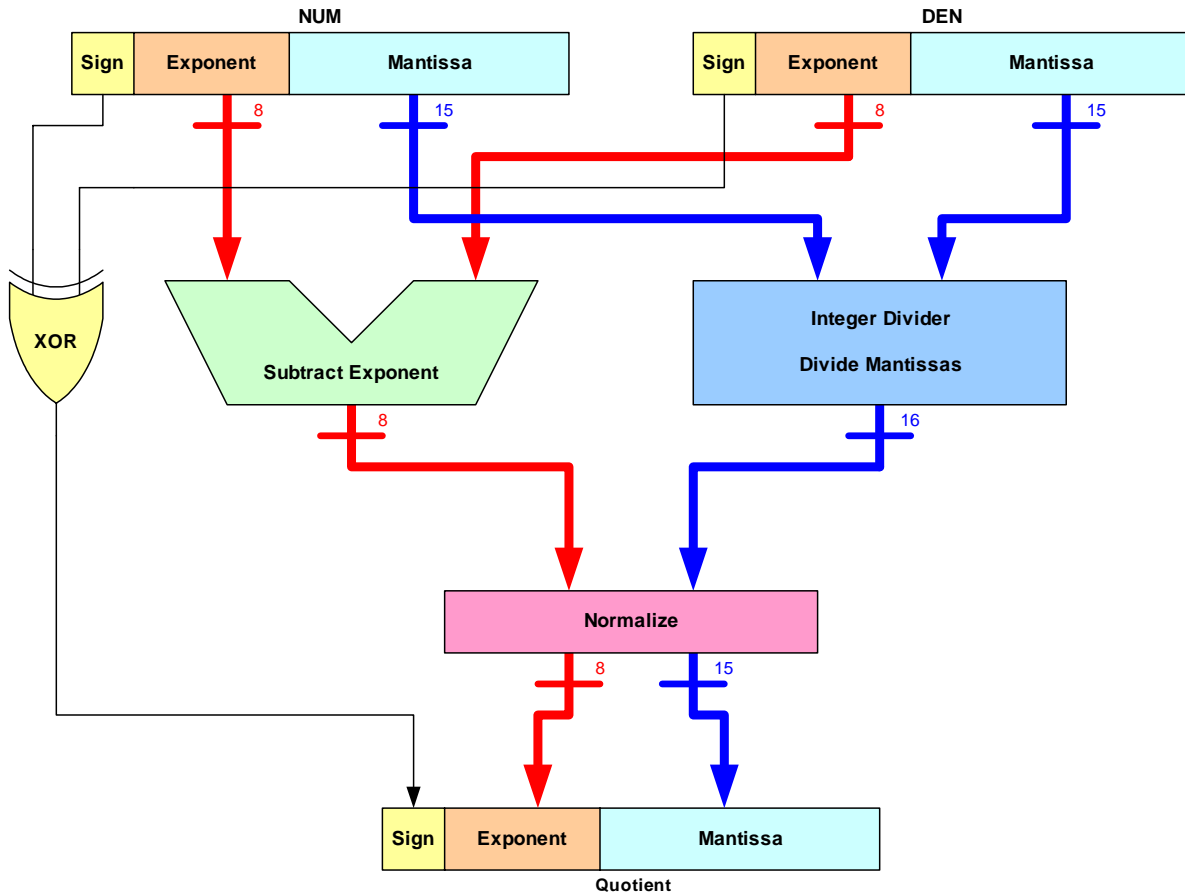 NUM
DEN
Sign
Exponent
Mantissa
Sign
Exponent
Mantissa
8
15
8
15
XOR
Subtract Exponent
Integer Divider
Divide Mantissas
8
16
Normalize
8
15
Sign
Exponent
Mantissa
Quotient